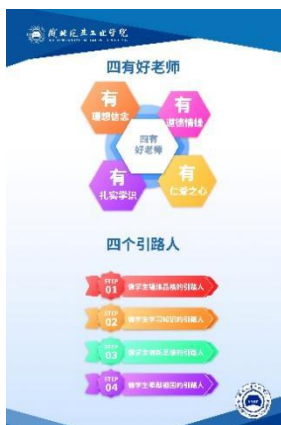 四有好老师
有
理想信念
有
道德情操
四有
好老师
有
扎实学识
有
仁爱之心
四个引路人
STEP
01
做学生锤炼品格的引路人
STEP
02
做学生学习知识的引路人
STEP
03
做学生创新思维的引路人
STEP
04
做学生奉献祖国的引路人